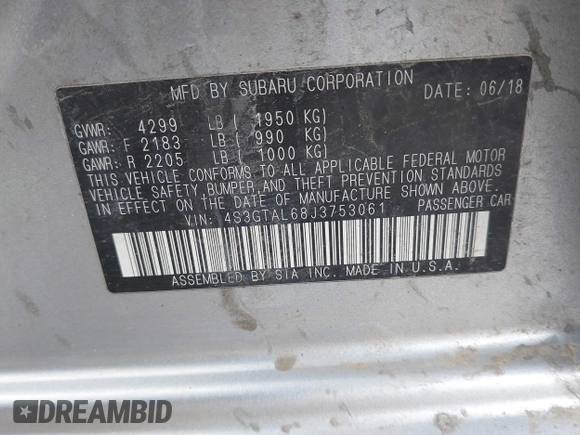 MFD BY SUBARU CORPORATION DATE: 06/18
GVWR: 4299 LB ( 1950 KG)
GAWR: F 2183 LB ( 990 KG)
GAWR: R 2205 LB ( 1000 KG)
THIS VEHICLE CONFORMS TO ALL APPLICABLE FEDERAL MOTOR
VEHICLE SAFETY, BUMPER, AND THEFT PREVENTION STANDARDS
IN EFFECT ON THE DATE OF MANUFACTURE SHOWN ABOVE.
VIN: 4S3GTAL68J3753061 PASSENGER CAR
ASSEMBLED BY SIA INC. MADE IN U.S.A.
DREAMBID